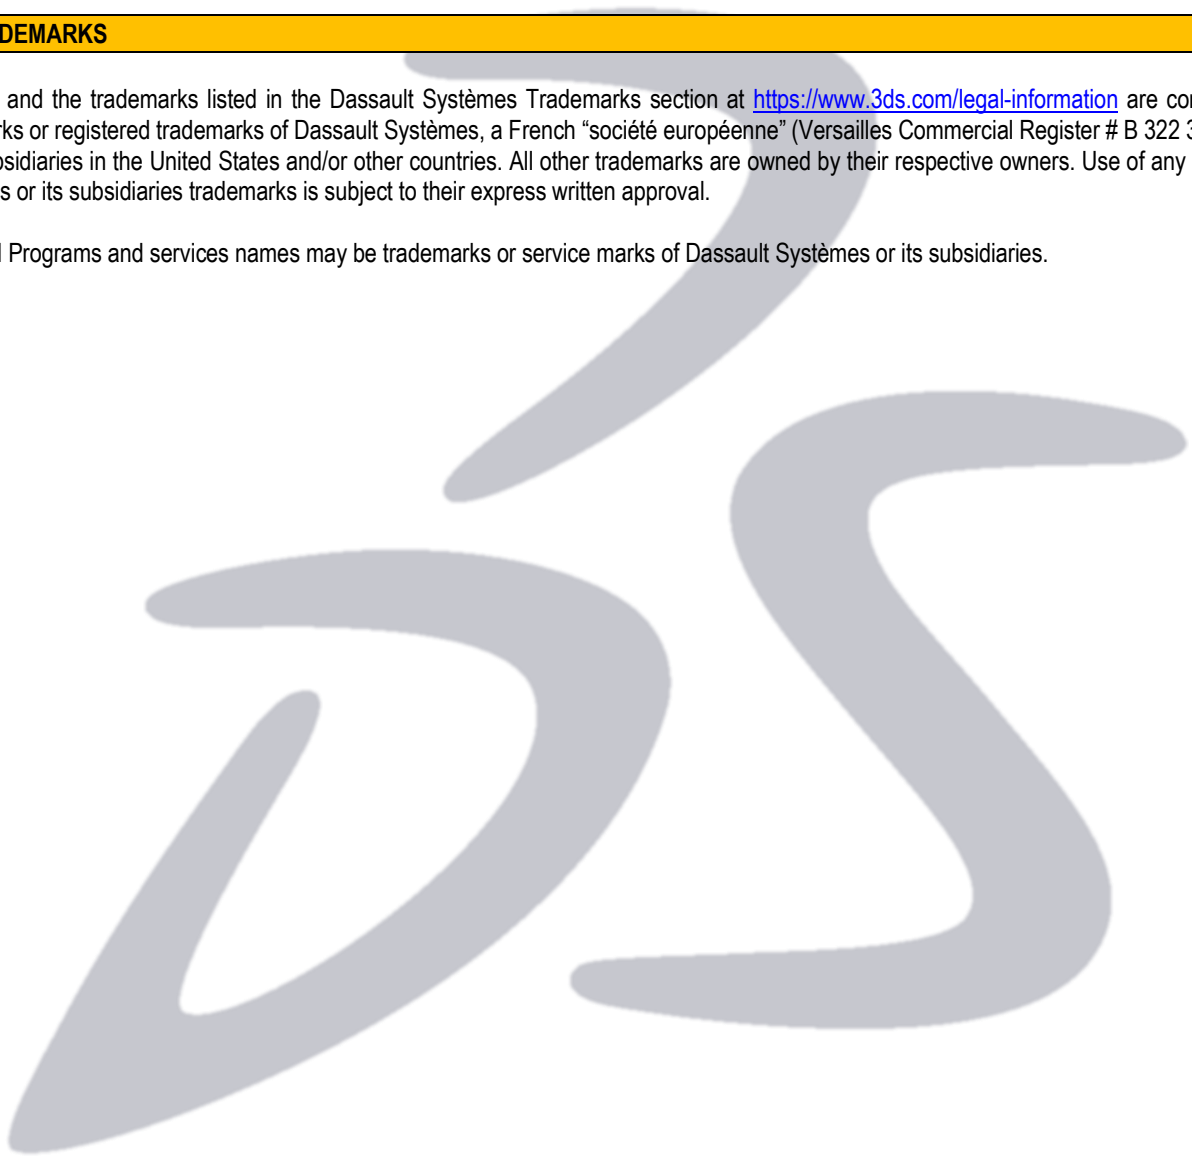 DEMARKS
and the trademarks listed in the Dassault Systèmes Trademarks section at https://www.3ds.com/legal-information are
or registered trademarks of Dassault Systèmes, a French “société européenne” (Versailles Commercial Register # B 322
in the United States and/or other countries. All other trademarks are owned by their respective owners. Use of any
or its subsidiaries trademarks is subject to their express written approval.
Programs and services names may be trademarks or service marks of Dassault Systèmes or its subsidiaries.